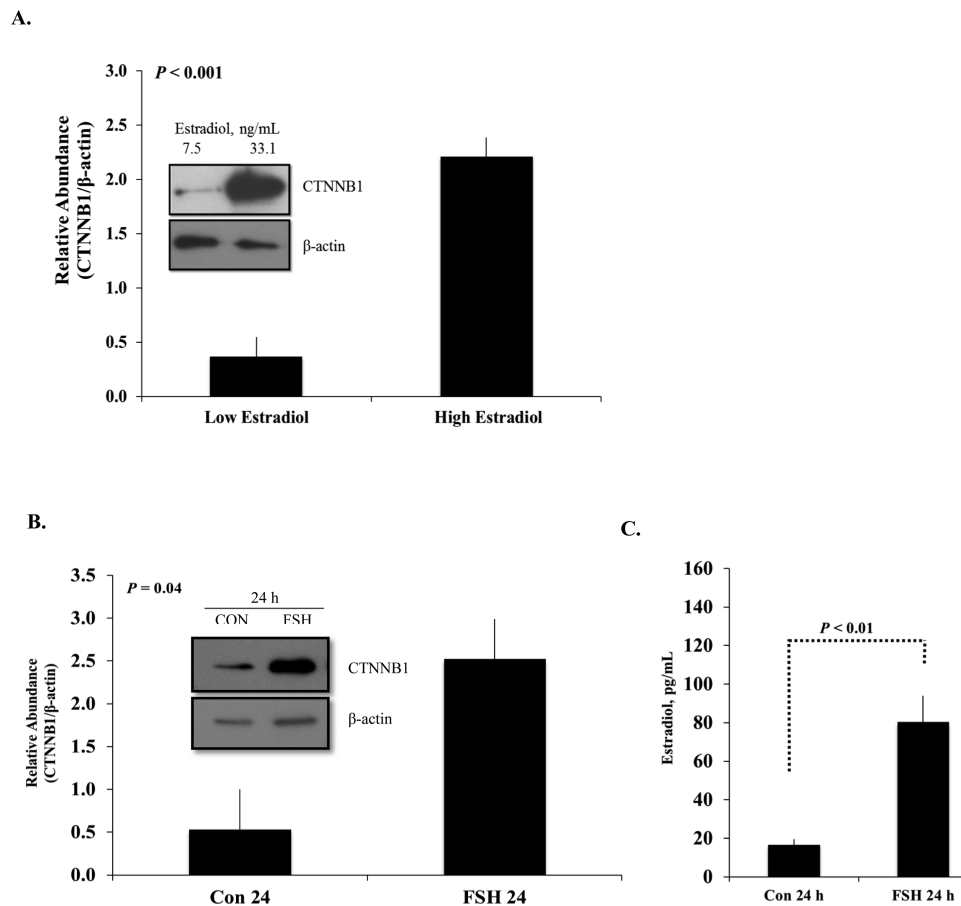 A.
Relative Abundance
(CTNNB1/β-actin)
3.0
2.5
2.0
1.5
1.0
0.5
0.0
P < 0.001
Estradiol, ng/mL
7.5 33.1
CTNNB1
β-actin
Low Estradiol High Estradiol
B.
Relative Abundance
(CTNNB1/β-actin)
3.5
3.0
2.5
2.0
1.5
1.0
0.5
0.0
P = 0.04
24 h
CON FSH
CTNNB1
β-actin
Con 24 FSH 24
C.
Estradiol, pg/mL
160
140
120
100
80
60
40
20
0
P < 0.01
Con 24 h FSH 24 h